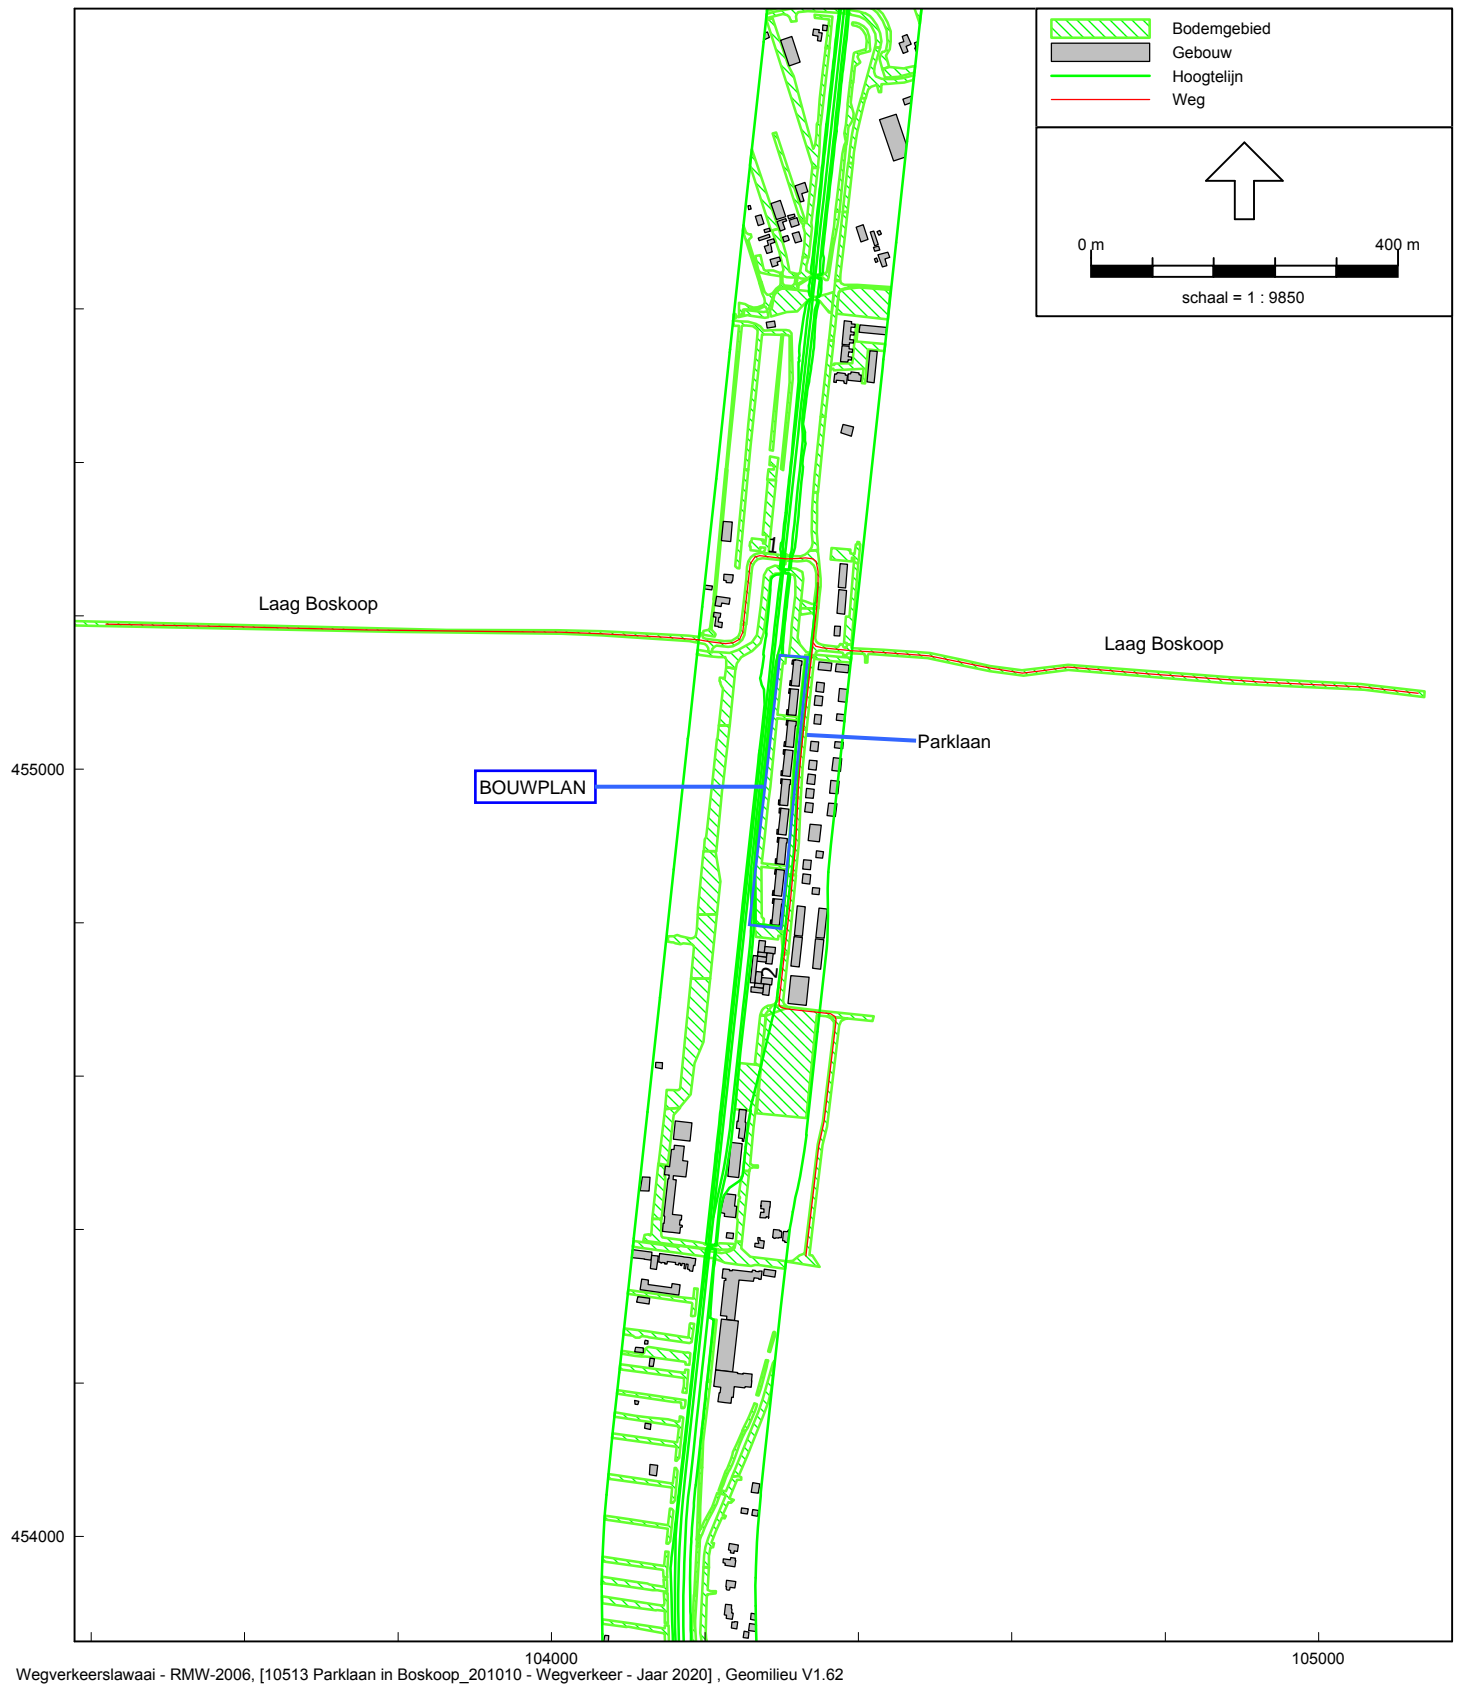 Bodemgebied
Gebouw
Hoogtelijn
Weg
0 m 400 m
schaal = 1 : 9850
1
Laag Boskoop
Laag Boskoop
Parklaan
455000
BOUWPLAN
2
454000
104000 105000
Wegverkeerslawaai - RMW-2006, [10513 Parklaan in Boskoop_201010 - Wegverkeer - Jaar 2020] , Geomilieu V1.62